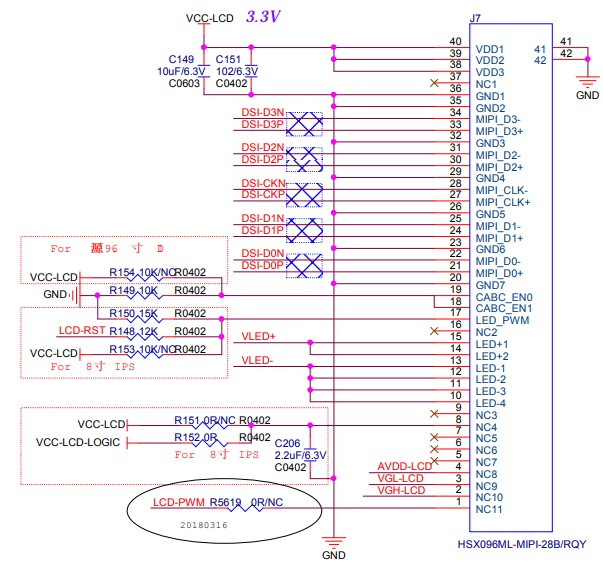 VCC-LCD 3.3V
J7
C149 10uF/6.3V C0603
C151 102/6.3V C0402
40 VDD1
39 VDD2
38 VDD3
37 NC1
36 GND1
35 GND2
34 MIPI_D3-
33 MIPI_D3+
32 GND3
31 MIPI_D2-
30 MIPI_D2+
29 GND4
28 MIPI_CLK-
27 MIPI_CLK+
26 GND5
25 MIPI_D1-
24 MIPI_D1+
23 GND6
22 MIPI_D0-
21 MIPI_D0+
20 GND7
19 CABC_EN0
18 CABC_EN1
17 LED_PWM
16 NC2
15 LED+1
14 LED+2
13 LED-1
12 LED-2
11 LED-3
10 LED-4
9 NC3
8 NC4
7 NC5
6 NC6
5 NC7
4 NC8
3 NC9
2 NC10
1 NC11
41 41
42 42
GND
DSI-D3N
DSI-D3P
DSI-D2N
DSI-D2P
DSI-CKN
DSI-CKP
DSI-D1N
DSI-D1P
DSI-D0N
DSI-D0P
For 96 寸 D
VCC-LCD R154 10K/NC R0402
GND R149 10K R0402
R150 15K R0402
LCD-RST R148 12K R0402
VCC-LCD R153 10K/NC R0402
For 8寸 IPS
VLED+
VLED-
VCC-LCD R151 0R/NC R0402
VCC-LCD-LOGIC R152 0R R0402
For 8寸 IPS
C206
2.2uF/6.3V
C0402
AVDD-LCD
VGL-LCD
VGH-LCD
LCD-PWM R5619 0R/NC
20180316
GND
HSX096ML-MIPI-28B/RQY